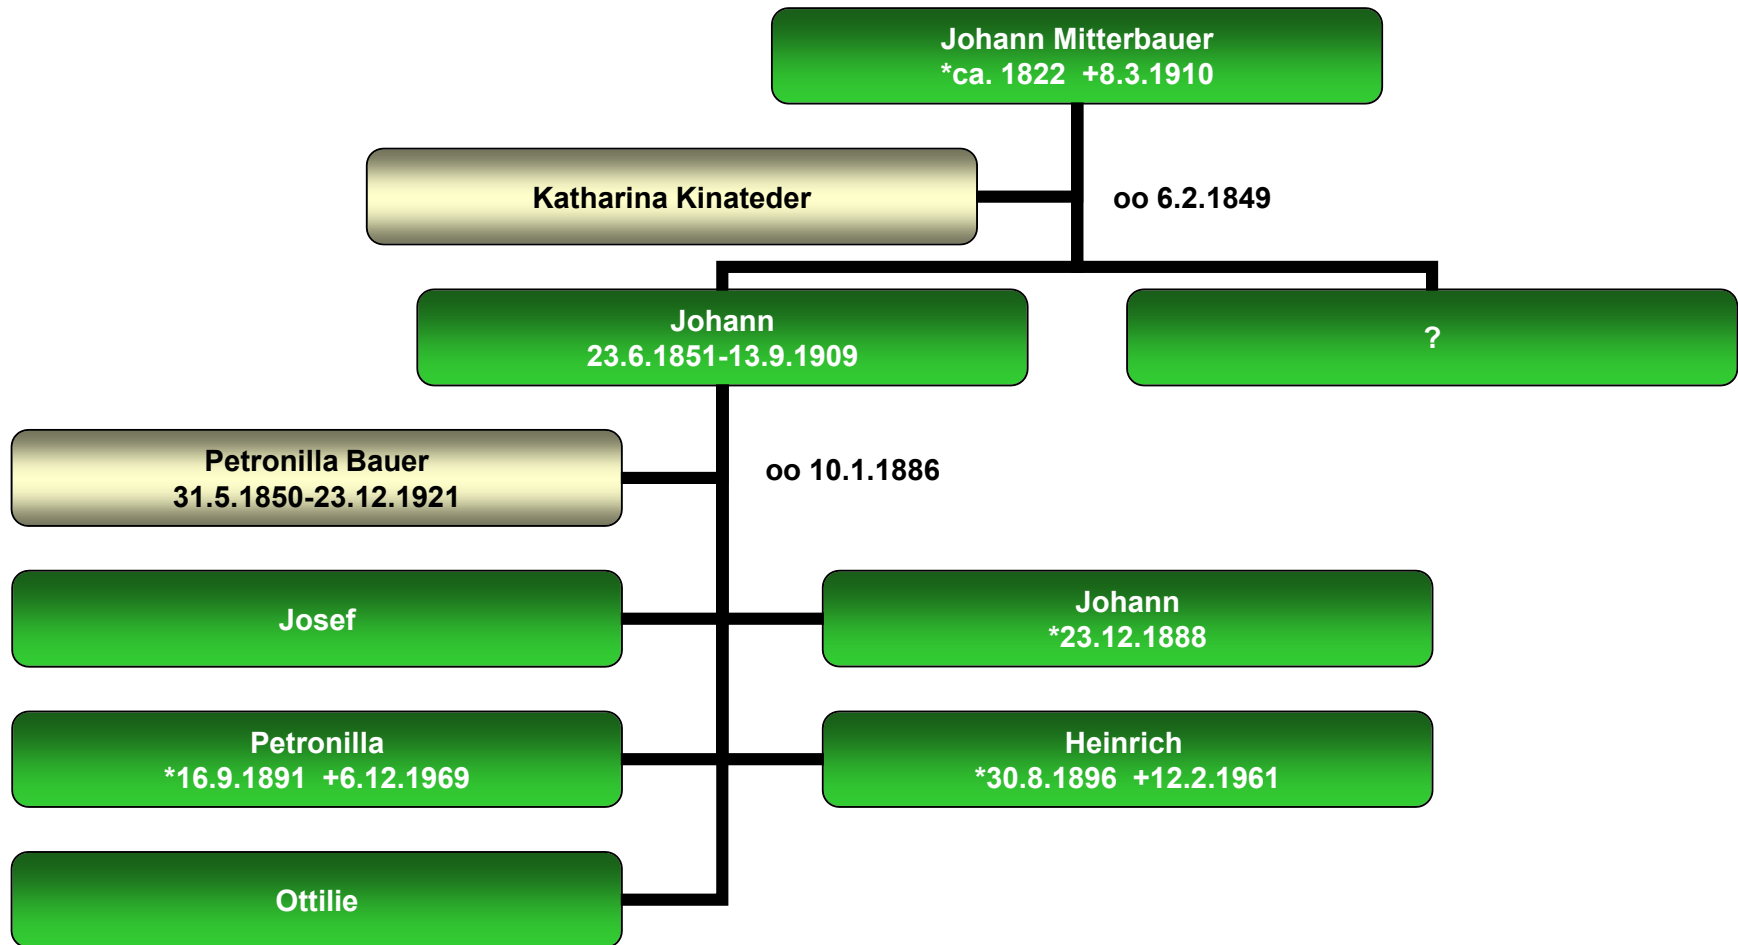 Johann Mitterbauer
*ca. 1822  +8.3.1910
Katharina Kinateder
oo 6.2.1849
Johann
23.6.1851-13.9.1909
?
Petronilla Bauer
31.5.1850-23.12.1921
oo 10.1.1886
Josef
Johann
*23.12.1888
Petronilla
*16.9.1891  +6.12.1969
Heinrich
*30.8.1896  +12.2.1961
Ottilie